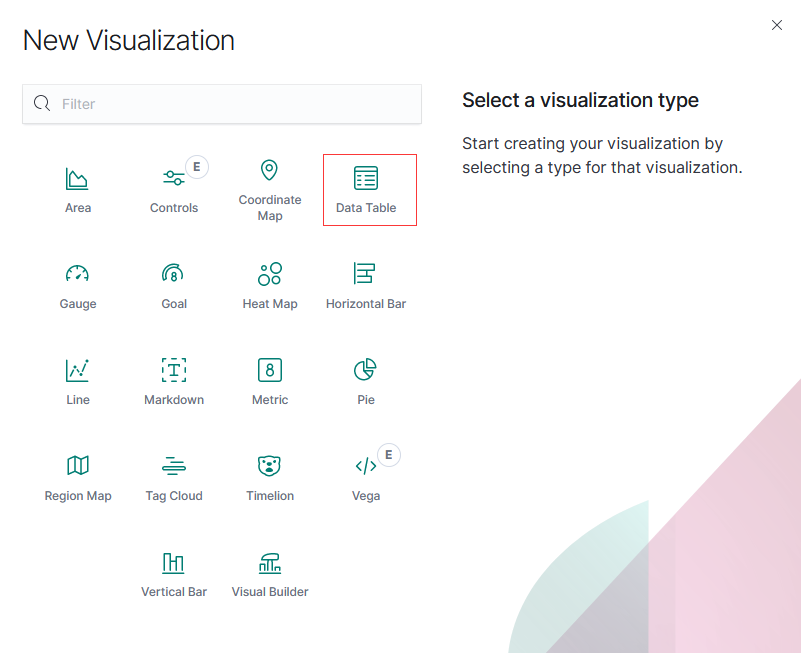 New Visualization
Filter
Select a visualization type
Start creating your visualization by
selecting a type for that visualization.
E
Area
Controls
Coordinate
Map
Data Table
Gauge
8
Goal
Heat Map
Horizontal Bar
Line
T
Markdown
8
Metric
Pie
Region Map
Tag Cloud
Timelion
</>
E
Vega
Vertical Bar
Visual Builder